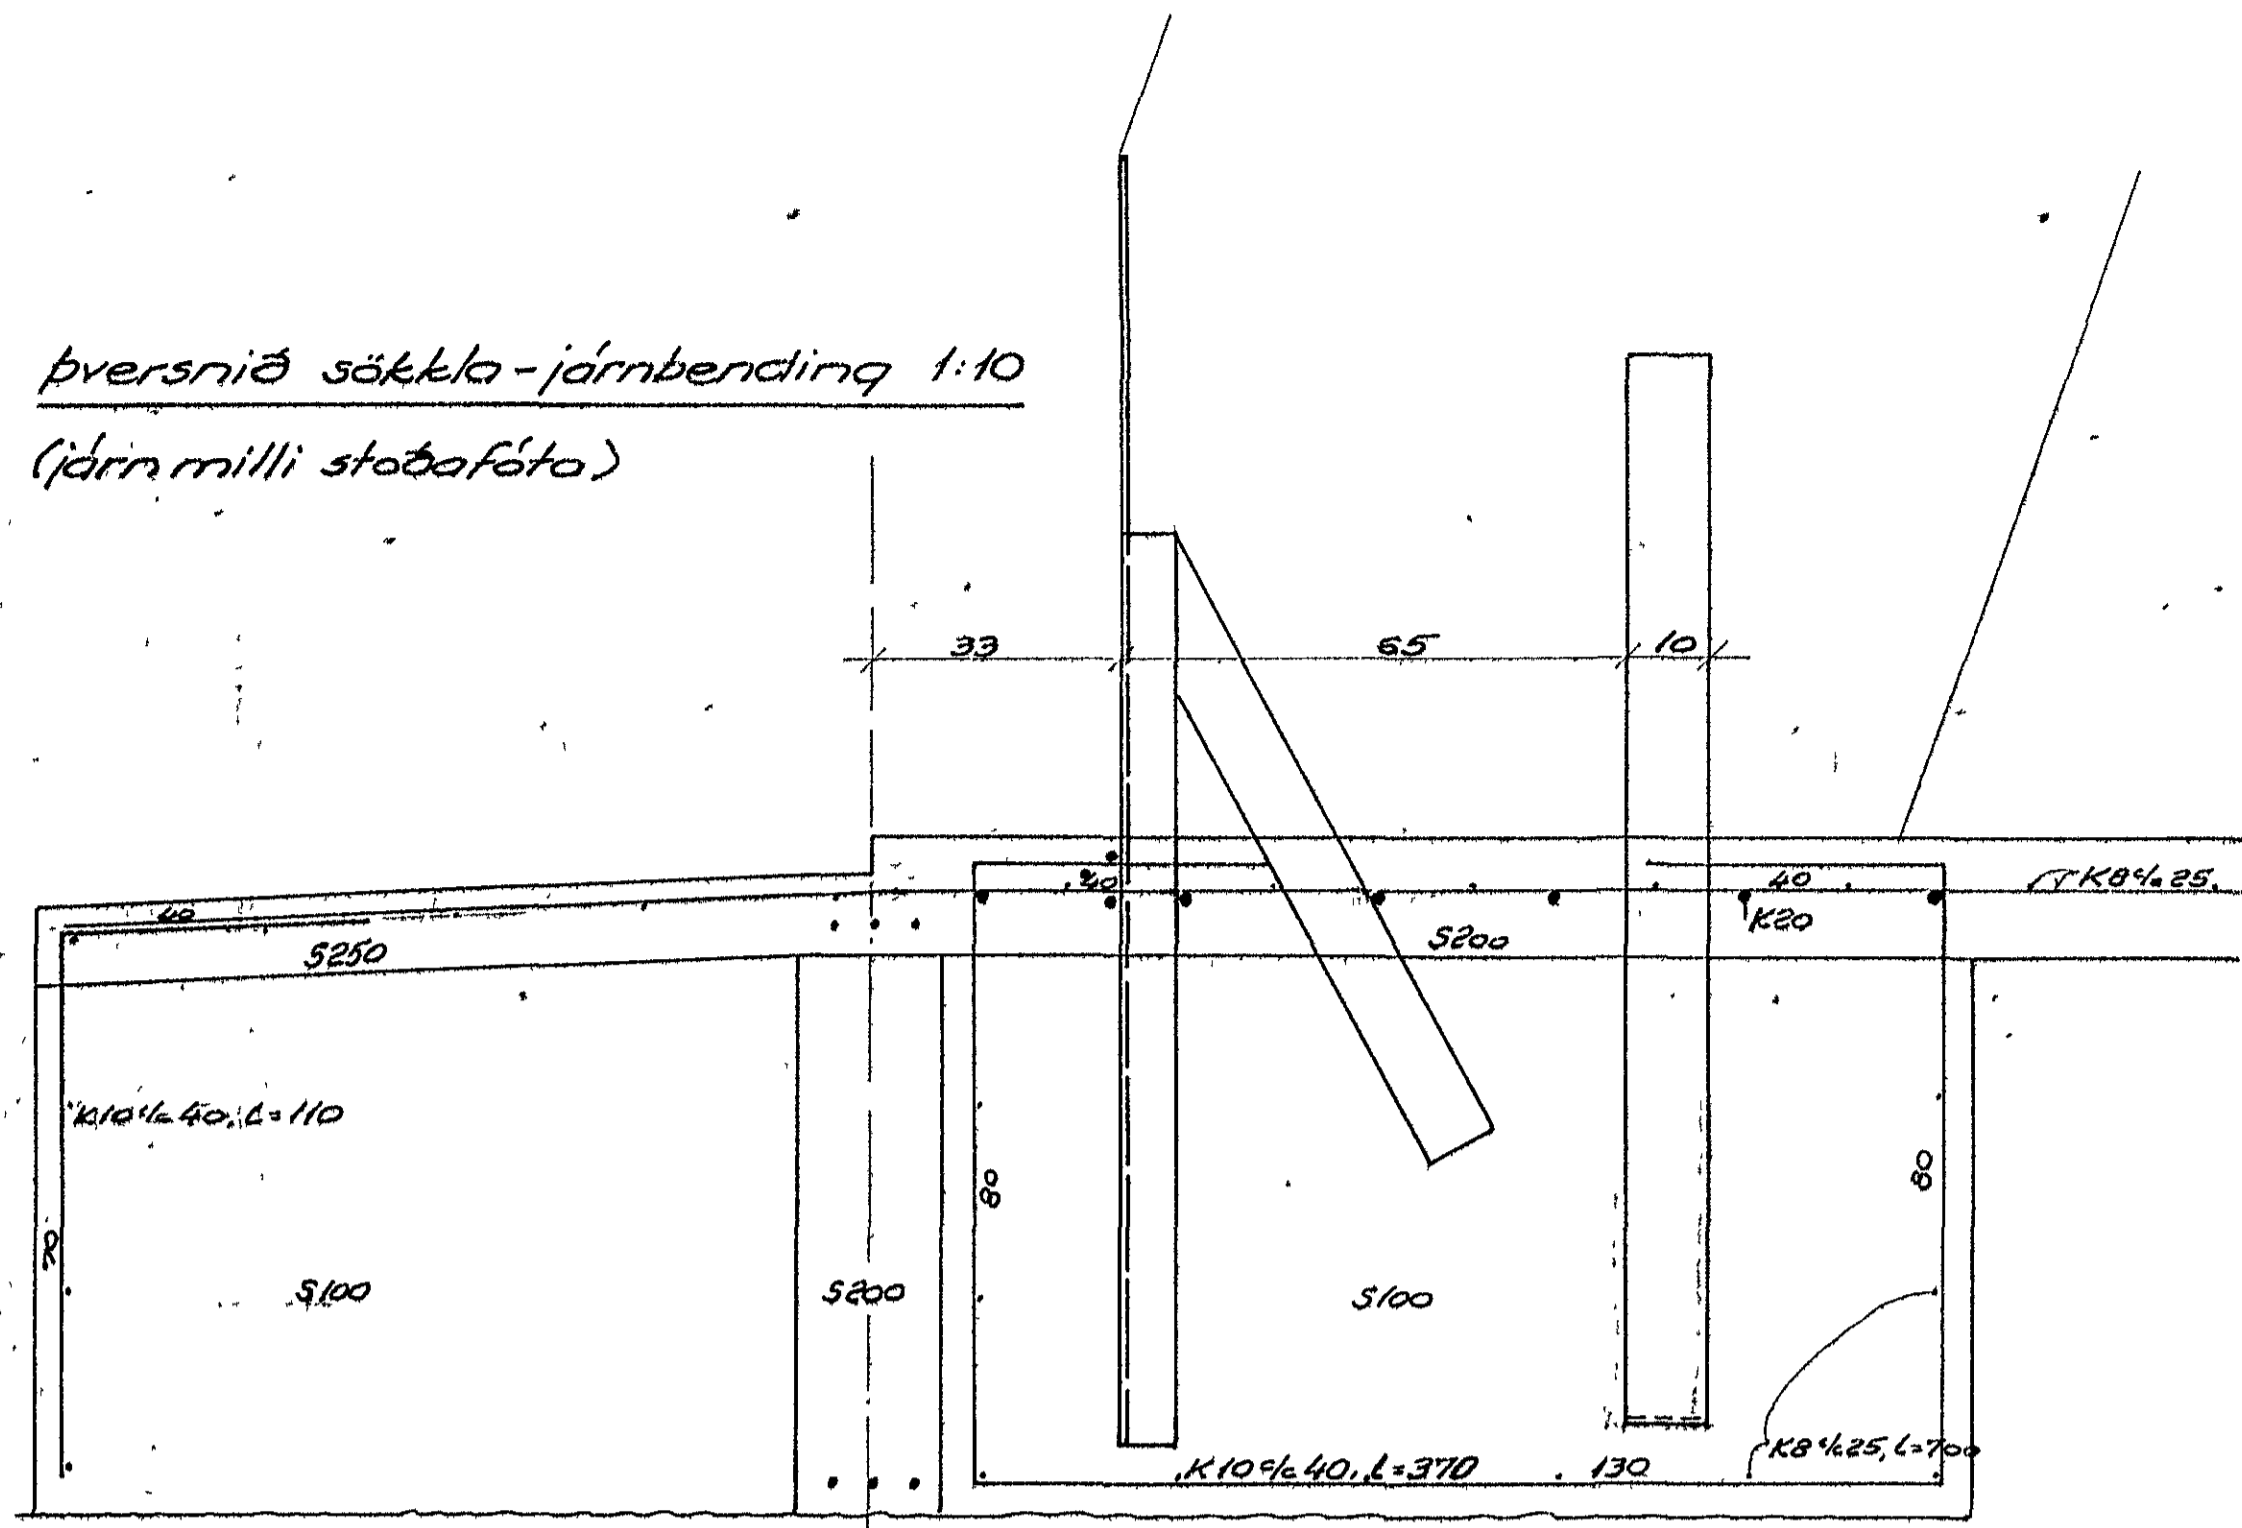 Þversnið sökkla-járnbending 1:10
(járn milli stoðafóta)
33
65
10
40
40
40
K8 c/c 25.
K20
S250
S200
K10 c/c 40. L=110
80
80
S100
S200
S100
K10 c/c 40. L=370
130
K8 c/c 25, L=700